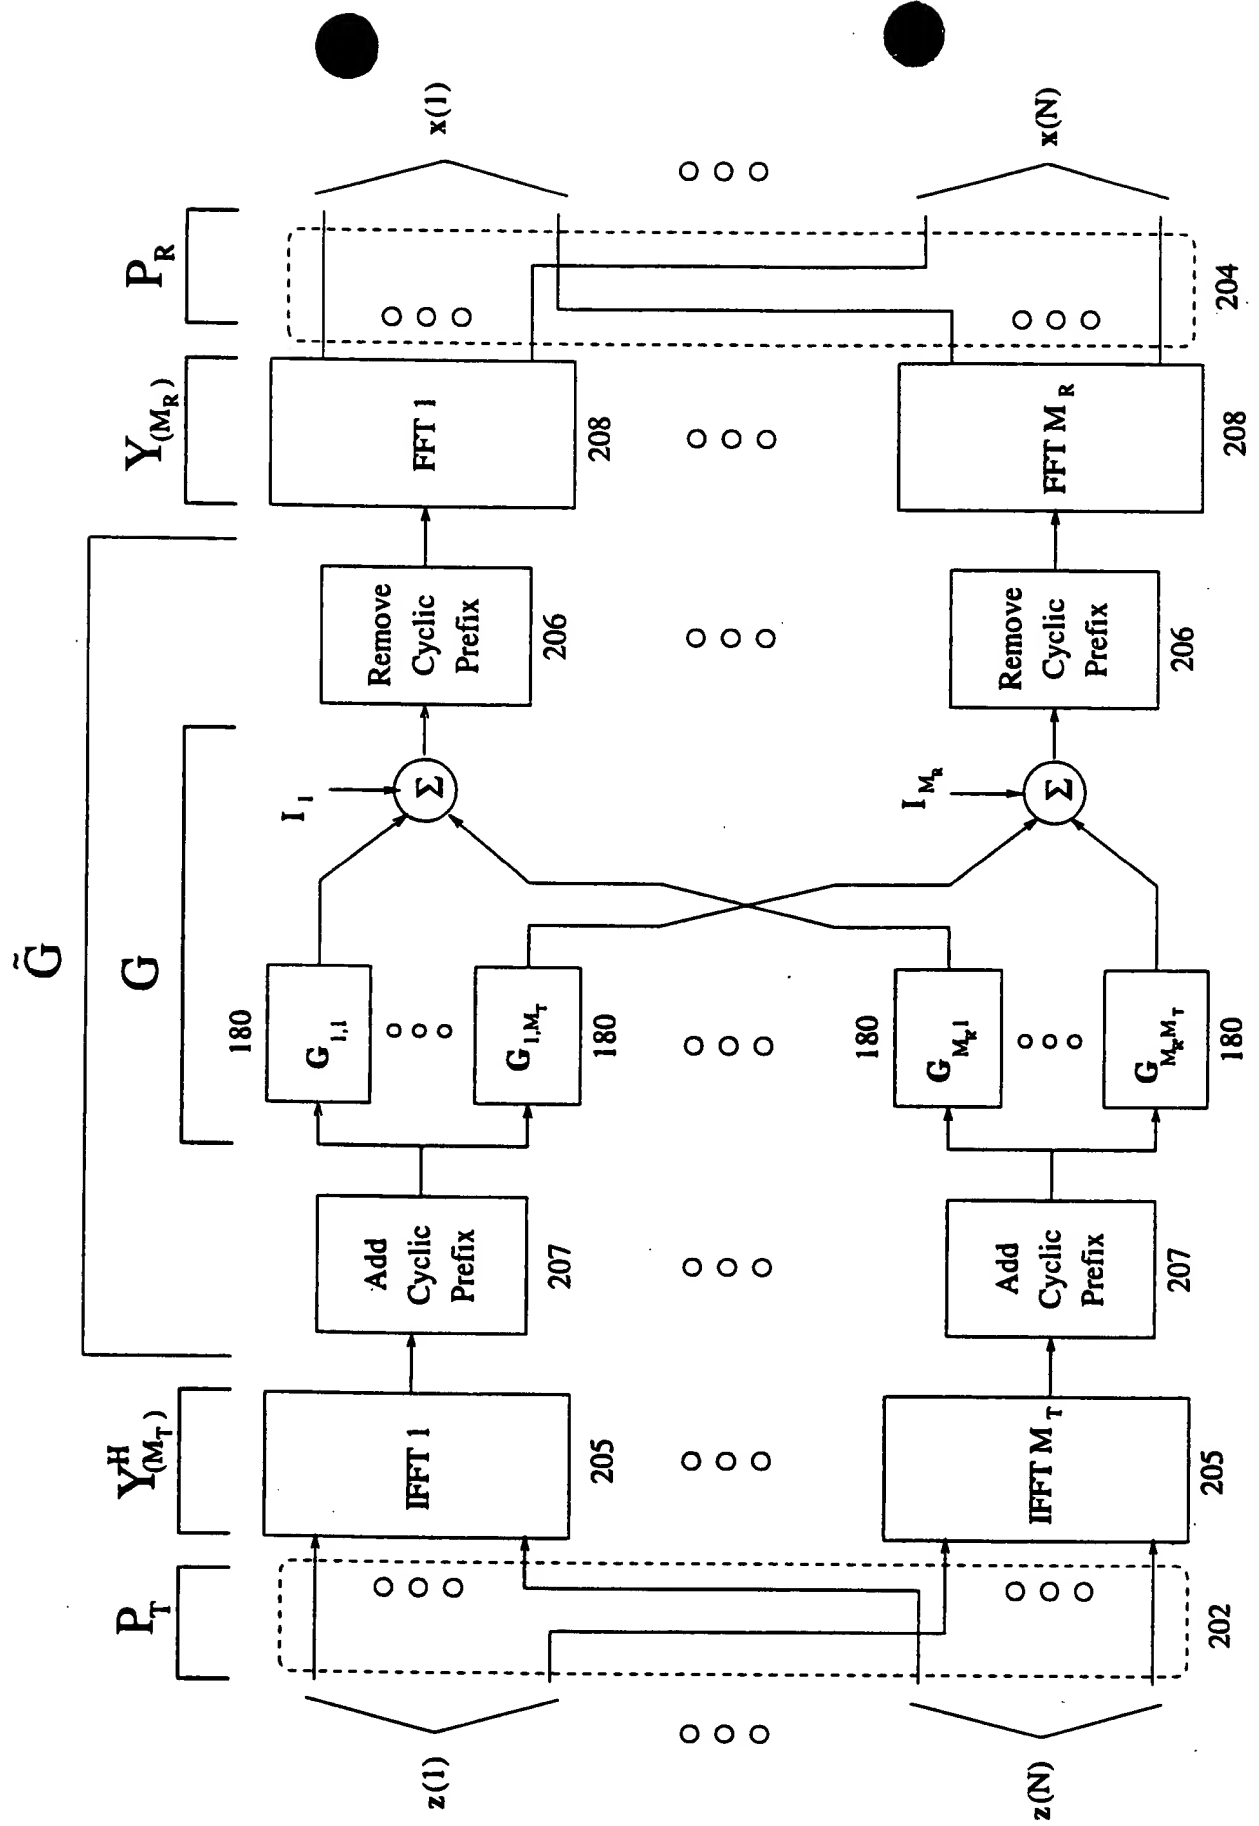 G̃
P_T
Y^H_(M_T)
G
Y_(M_R)
P_R
z(1)
IFFT 1
205
Add
Cyclic
Prefix
207
180
G_1,1
G_1,M_T
180
I_1
Σ
Remove
Cyclic
Prefix
206
FFT 1
208
x(1)
z(N)
IFFT M_T
205
Add
Cyclic
Prefix
207
180
G_M_R,1
G_M_R,M_T
180
I_M_R
Σ
Remove
Cyclic
Prefix
206
FFT M_R
208
x(N)
202
204